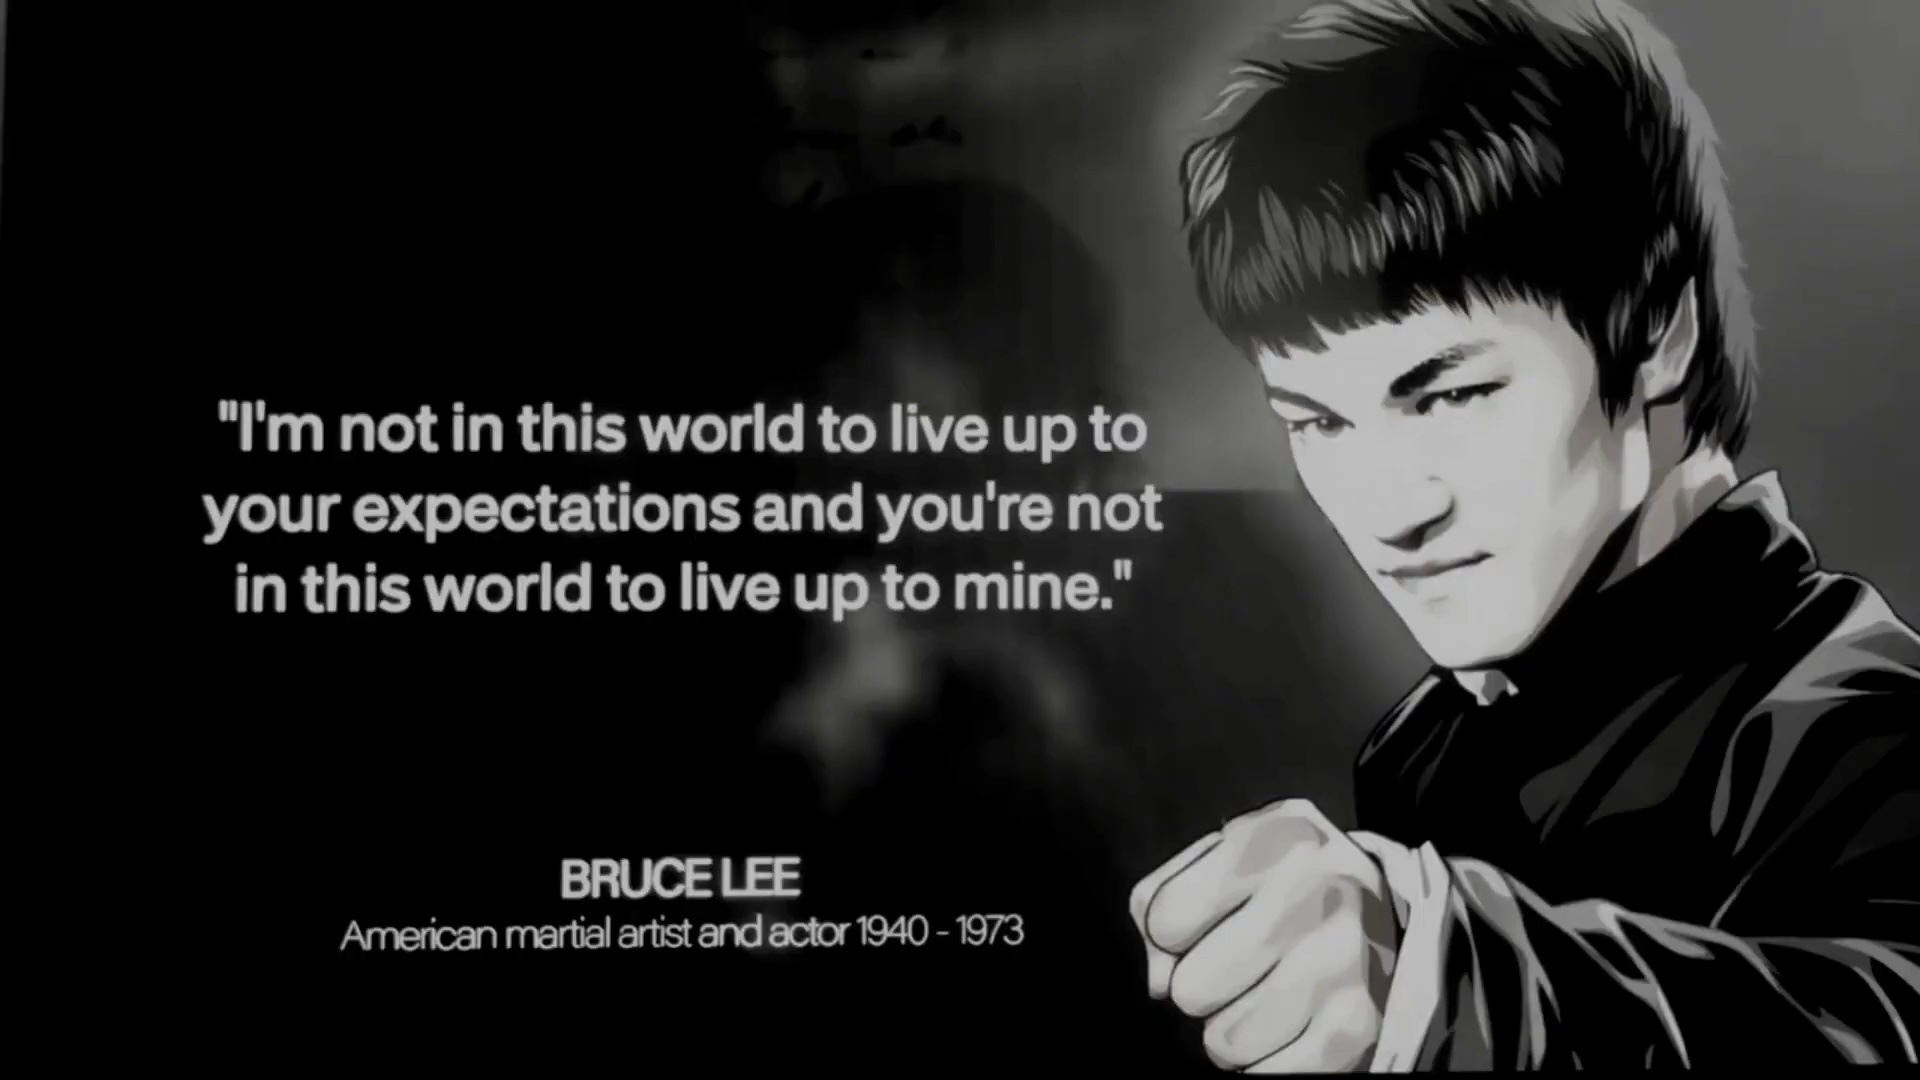 "I'm not in this world to live up to
your expectations and you're not
in this world to live up to mine."
BRUCE LEE
American martial artist and actor 1940 - 1973